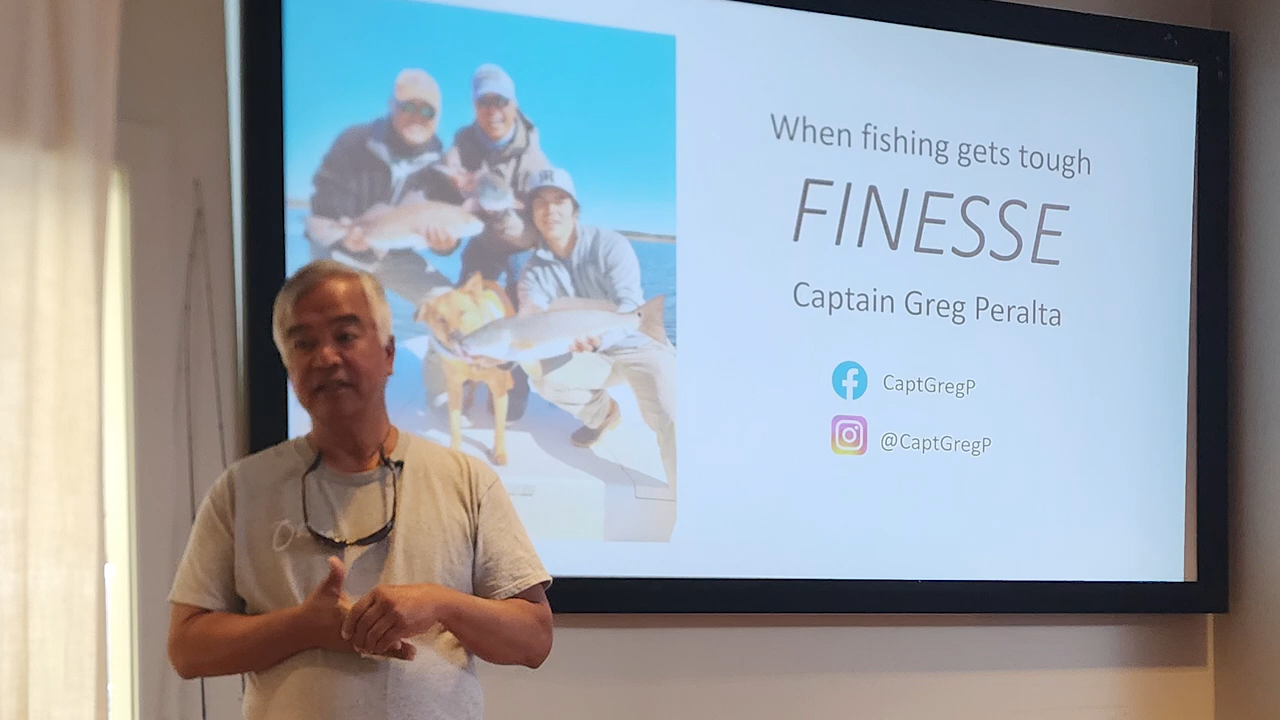 When fishing gets tough
FINESSE
Captain Greg Peralta
CaptGregP
@CaptGregP